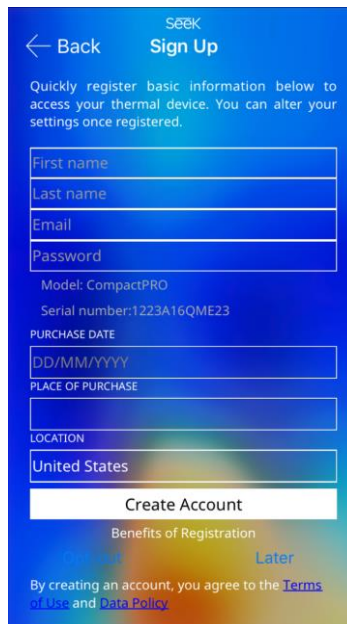 Seek
Back Sign Up
Quickly register basic information below to
access your thermal device. You can alter your
settings once registered.
First name
Last name
Email
Password
Model: CompactPRO
Serial number:1223A16QME23
PURCHASE DATE
DD/MM/YYYY
PLACE OF PURCHASE
LOCATION
United States
Create Account
Benefits of Registration
Opt out Later
By creating an account, you agree to the Terms
of Use and Data Policy